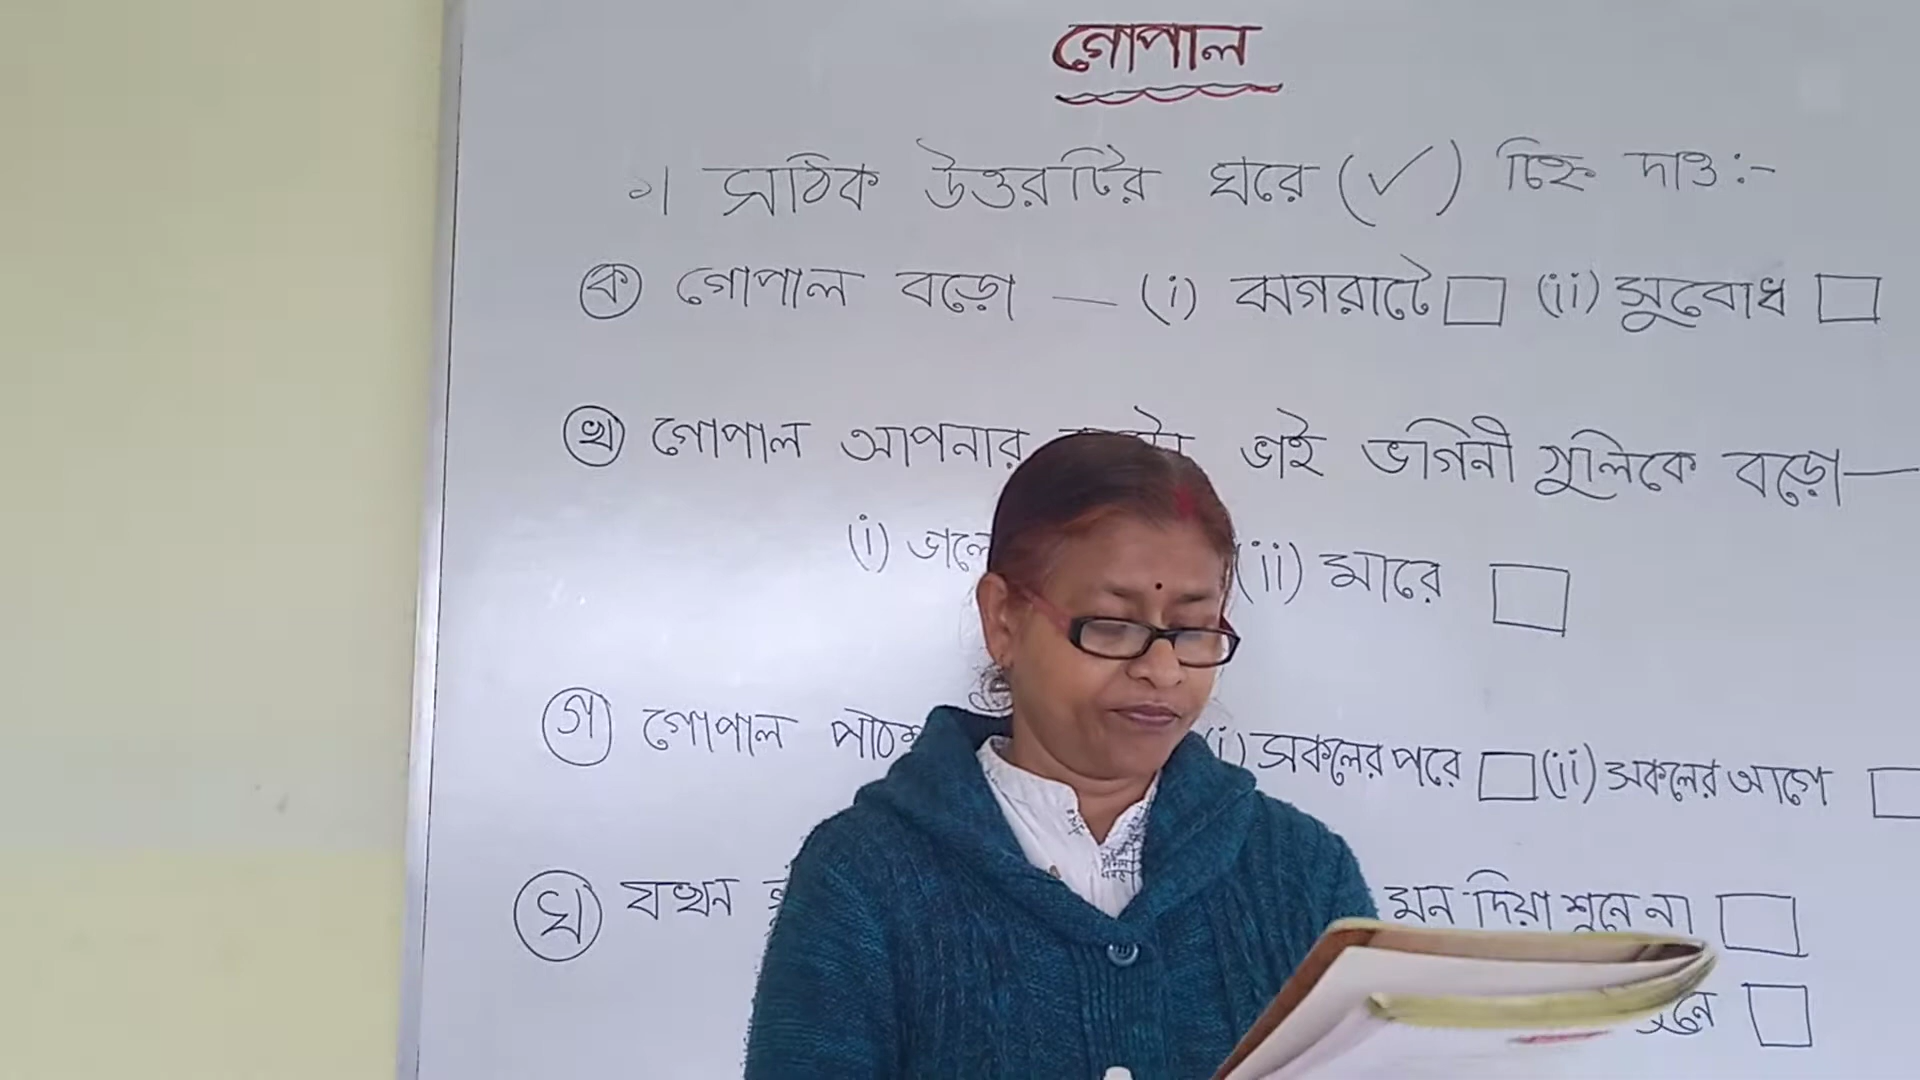 গোপাল
১। সঠিক উত্তরটির ঘরে (✓) চিহ্ন দাও:-
ক গোপাল বড়ো — (i) ঝগরাটে □ (ii) সুবোধ □
খ গোপাল আপনার ভাই ভগিনী গুলিকে বড়ো—
(i) (ii) মারে □
গ গোপাল (i) সকলের পরে □ (ii) সকলের আগে □
ঘ যখন মন দিয়া শুনে না □
□